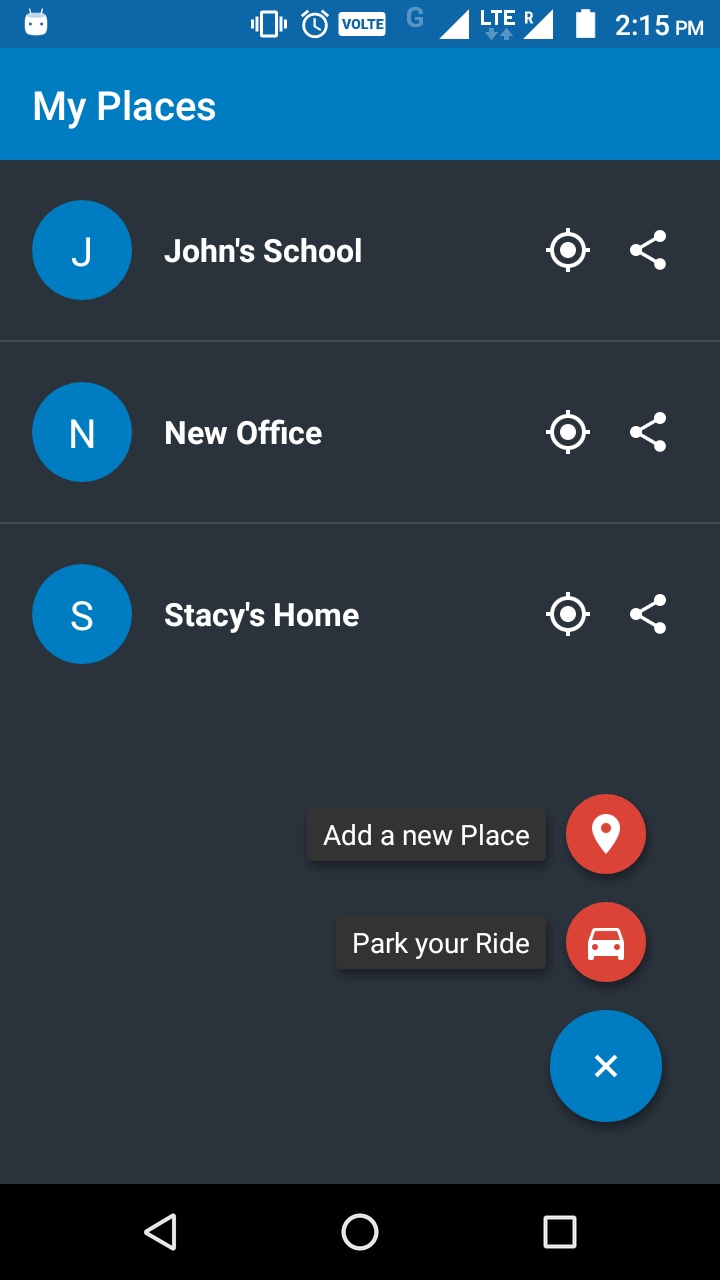 VOLTE G LTE R 2:15 PM
My Places
J John's School
N New Office
S Stacy's Home
Add a new Place
Park your Ride